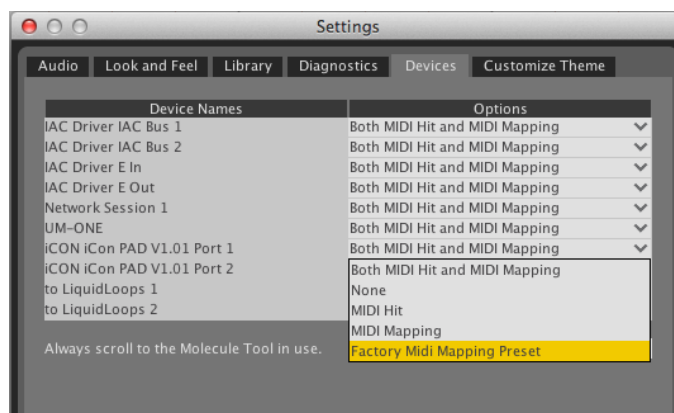 Settings
Audio Look and Feel Library Diagnostics Devices Customize Theme
Device Names Options
IAC Driver IAC Bus 1 Both MIDI Hit and MIDI Mapping
IAC Driver IAC Bus 2 Both MIDI Hit and MIDI Mapping
IAC Driver E In Both MIDI Hit and MIDI Mapping
IAC Driver E Out Both MIDI Hit and MIDI Mapping
Network Session 1 Both MIDI Hit and MIDI Mapping
UM-ONE Both MIDI Hit and MIDI Mapping
iCON iCon PAD V1.01 Port 1 Both MIDI Hit and MIDI Mapping
iCON iCon PAD V1.01 Port 2 Both MIDI Hit and MIDI Mapping
to LiquidLoops 1 None
to LiquidLoops 2 MIDI Hit
MIDI Mapping
Always scroll to the Molecule Tool in use. Factory Midi Mapping Preset